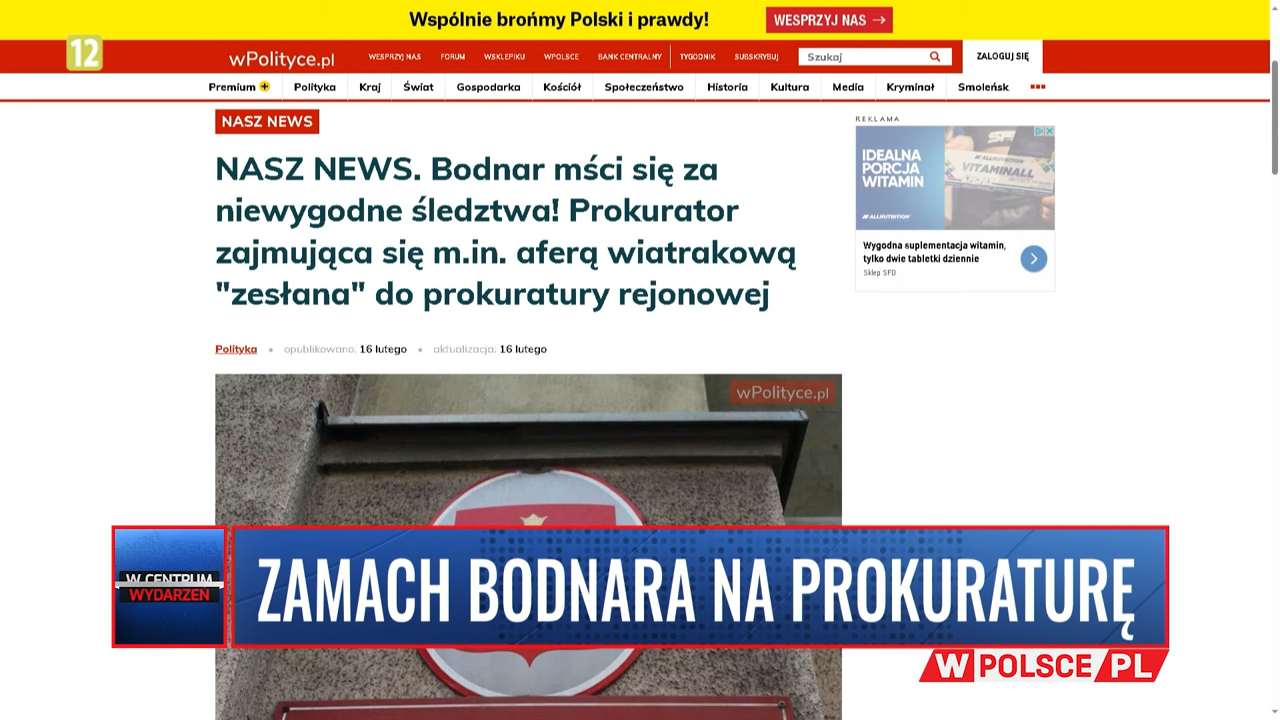 Wspólnie brońmy Polski i prawdy!
WESPRZYJ NAS →
12
wPolityce.pl
WESPRZYJ NAS FORUM WSKLEPIKU WPOLSCE BANK CENTRALNY TYGODNIK SUBSKRYBUJ
Szukaj
ZALOGUJ SIĘ
Premium + Polityka Kraj Świat Gospodarka Kościół Społeczeństwo Historia Kultura Media Kryminał Smoleńsk
NASZ NEWS
NASZ NEWS. Bodnar mści się za
niewygodne śledztwa! Prokurator
zajmująca się m.in. aferą wiatrakową
"zesłana" do prokuratury rejonowej
Polityka • opublikowano: 16 lutego • aktualizacja: 16 lutego
REKLAMA
IDEALNA
PORCJA
WITAMIN
ALLNUTRITION
ALLNUTRITION
VITAMINALL
Wygodna suplementacja witamin,
tylko dwie tabletki dziennie
Sklep SFD
wPolityce.pl
W CENTRUM
WYDARZEŃ
ZAMACH BODNARA NA PROKURATURĘ
W POLSCE PL